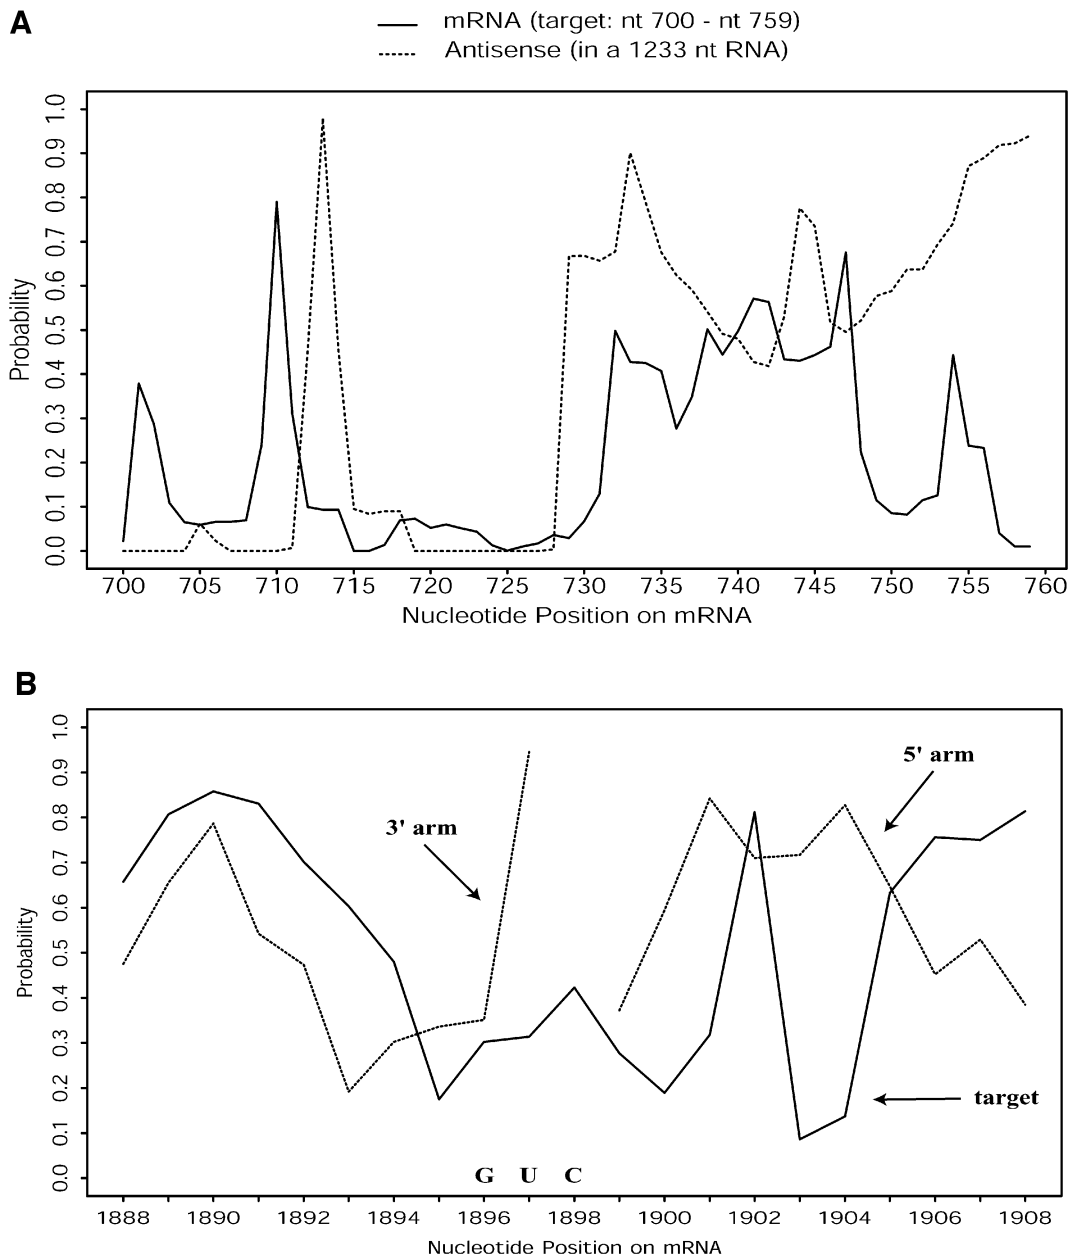 A
mRNA (target: nt 700 - nt 759)
Antisense (in a 1233 nt RNA)
Probability
0.0 0.1 0.2 0.3 0.4 0.5 0.6 0.7 0.8 0.9 1.0
700 705 710 715 720 725 730 735 740 745 750 755 760
Nucleotide Position on mRNA
B
Probability
0.0 0.1 0.2 0.3 0.4 0.5 0.6 0.7 0.8 0.9 1.0
5' arm
3' arm
target
G U C
1888 1890 1892 1894 1896 1898 1900 1902 1904 1906 1908
Nucleotide Position on mRNA